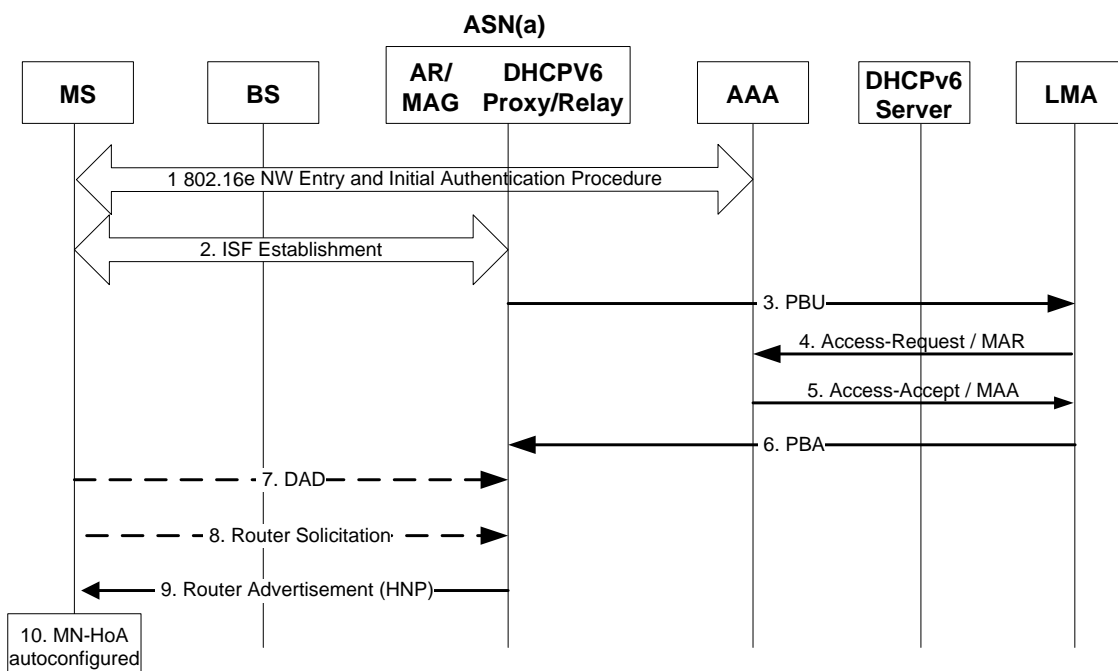 ASN(a)
MS
BS
AR/
MAG
DHCPV6
Proxy/Relay
AAA
DHCPv6
Server
LMA
1 802.16e NW Entry and Initial Authentication Procedure
2. ISF Establishment
3. PBU
4. Access-Request / MAR
5. Access-Accept / MAA
6. PBA
7. DAD
8. Router Solicitation
9. Router Advertisement (HNP)
10. MN-HoA
autoconfigured